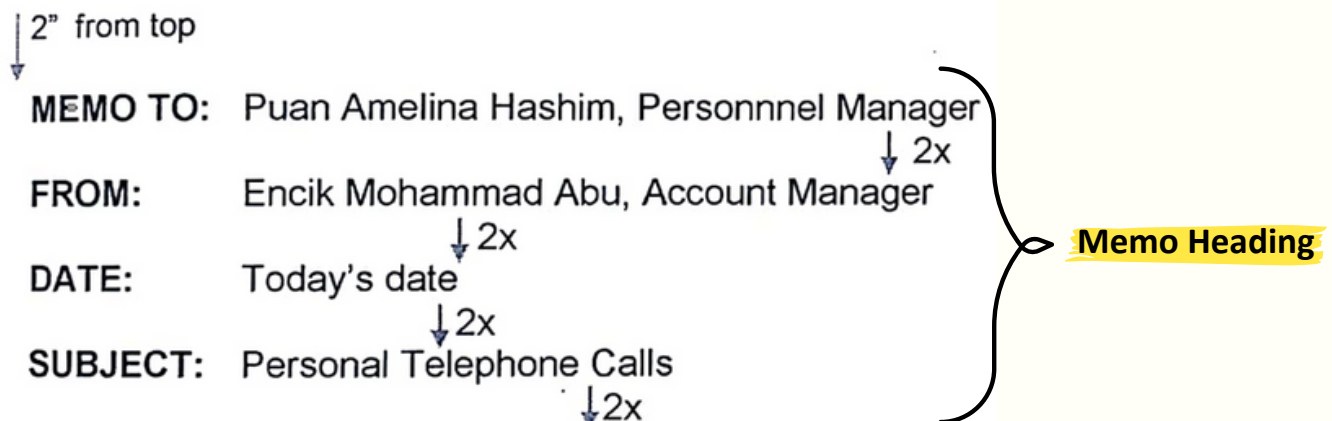 2” from top
MEMO TO: Puan Amelina Hashim, Personnnel Manager
2x
FROM: Encik Mohammad Abu, Account Manager
2x
Memo Heading
DATE: Today's date
2x
SUBJECT: Personal Telephone Calls
2x